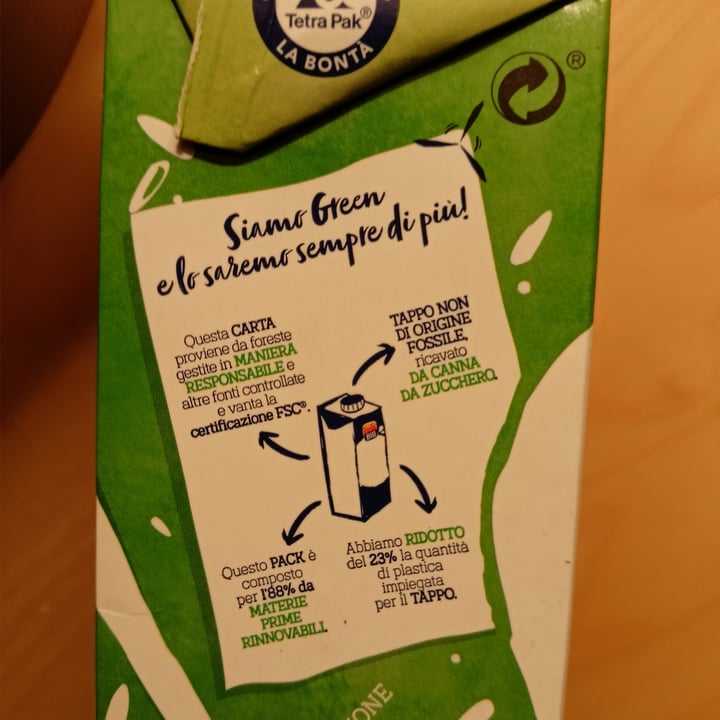 Tetra Pak®
LA BONTÀ
®
Siamo Green
e lo saremo sempre di più!
Questa CARTA
proviene da foreste
gestite in MANIERA
RESPONSABILE e
altre fonti controllate
e vanta la
certificazione FSC®.
TAPPO NON
DI ORIGINE
FOSSILE,
ricavato
DA CANNA
DA ZUCCHERO.
Questo PACK è
composto
per l'88% da
MATERIE
PRIME
RINNOVABILI.
Abbiamo RIDOTTO
del 23% la quantità
di plastica
impiegata
per il TAPPO.